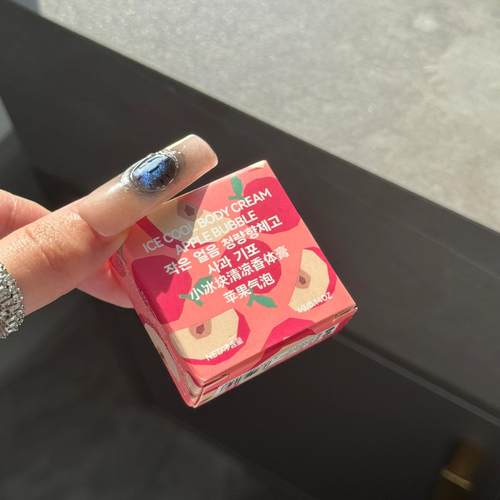 ICE COOL BODY CREAM
APPLE BUBBLE
작은 얼음 청량향체고
사과 기포
小冰块清凉香体膏
苹果气泡